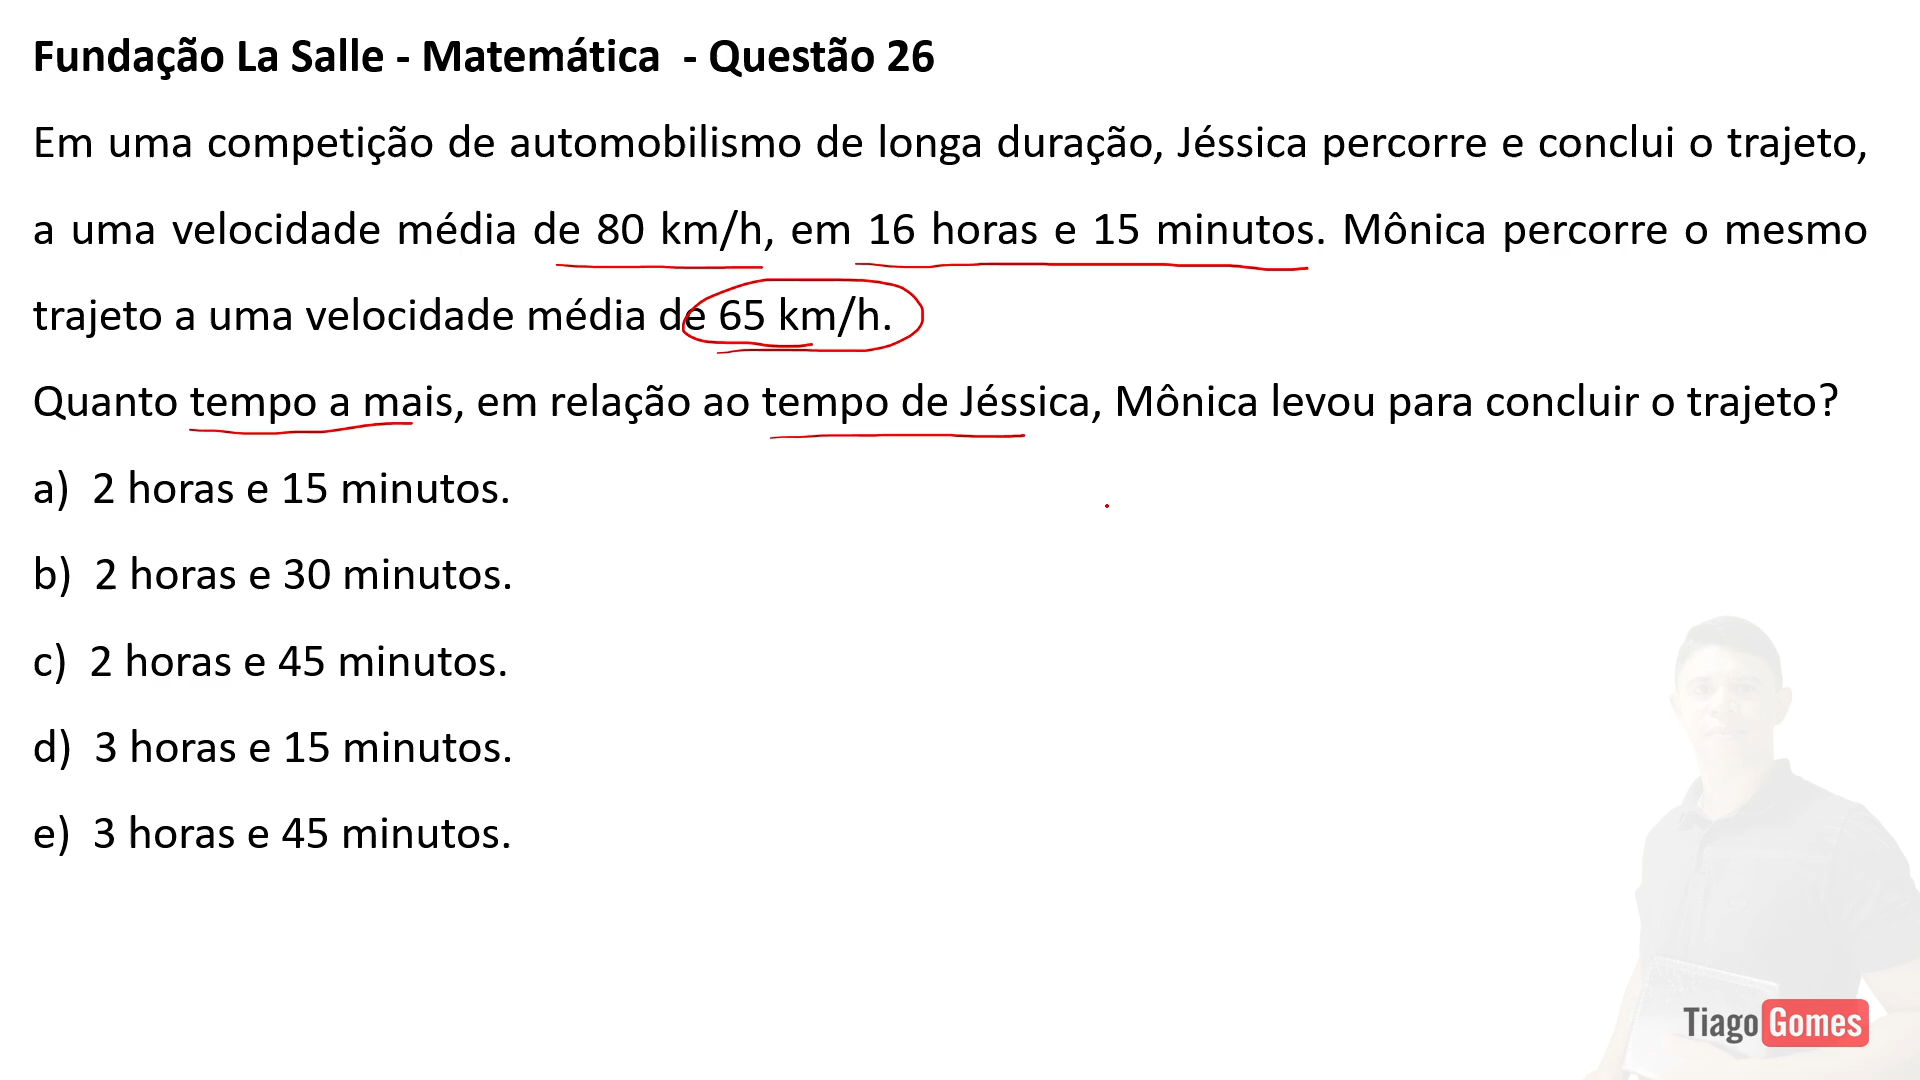 Fundação La Salle - Matemática - Questão 26
Em uma competição de automobilismo de longa duração, Jéssica percorre e conclui o trajeto,
a uma velocidade média de 80 km/h, em 16 horas e 15 minutos. Mônica percorre o mesmo
trajeto a uma velocidade média de 65 km/h.
Quanto tempo a mais, em relação ao tempo de Jéssica, Mônica levou para concluir o trajeto?
a) 2 horas e 15 minutos.
b) 2 horas e 30 minutos.
c) 2 horas e 45 minutos.
d) 3 horas e 15 minutos.
e) 3 horas e 45 minutos.
Tiago Gomes